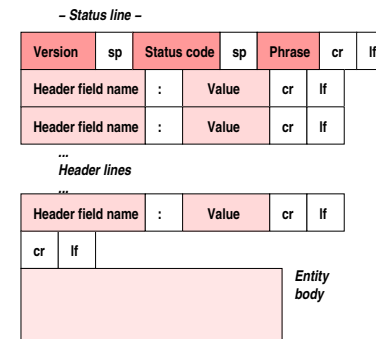 – Status line –
Version sp Status code sp Phrase cr lf
Header field name : Value cr lf
Header field name : Value cr lf
...
Header lines
...
Header field name : Value cr lf
cr lf
Entity
body